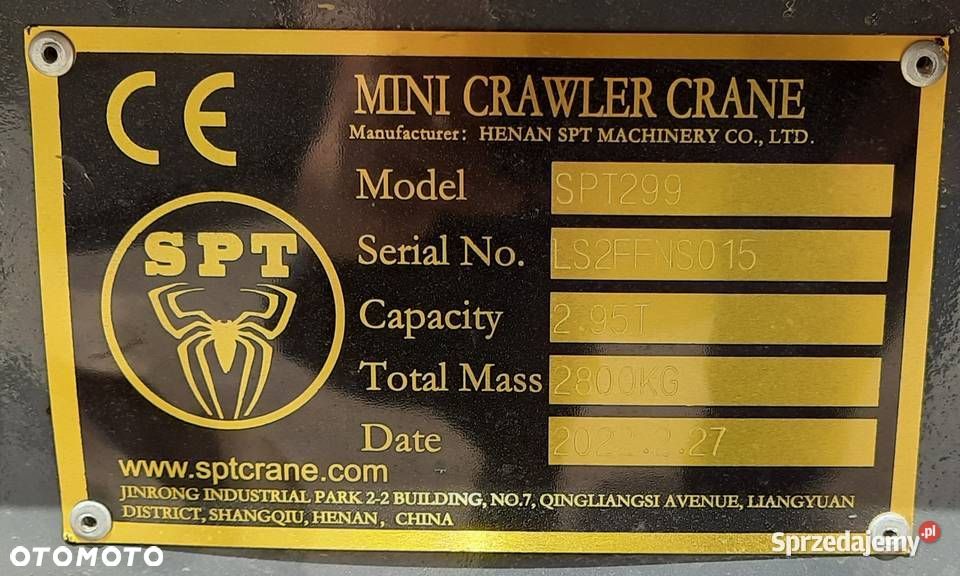 CE
MINI CRAWLER CRANE
Manufacturer: HENAN SPT MACHINERY CO., LTD.
Model SPT299
Serial No. LS2FFNS015
Capacity 2.95T
Total Mass 2800KG
Date
SPT
www.sptcrane.com
JINRONG INDUSTRIAL PARK 2-2 BUILDING, NO.7, QINGLIANGSI AVENUE, LIANGYUAN
DISTRICT, SHANGQIU, HENAN, CHINA
OTOMOTO
Sprzedajemy.pl